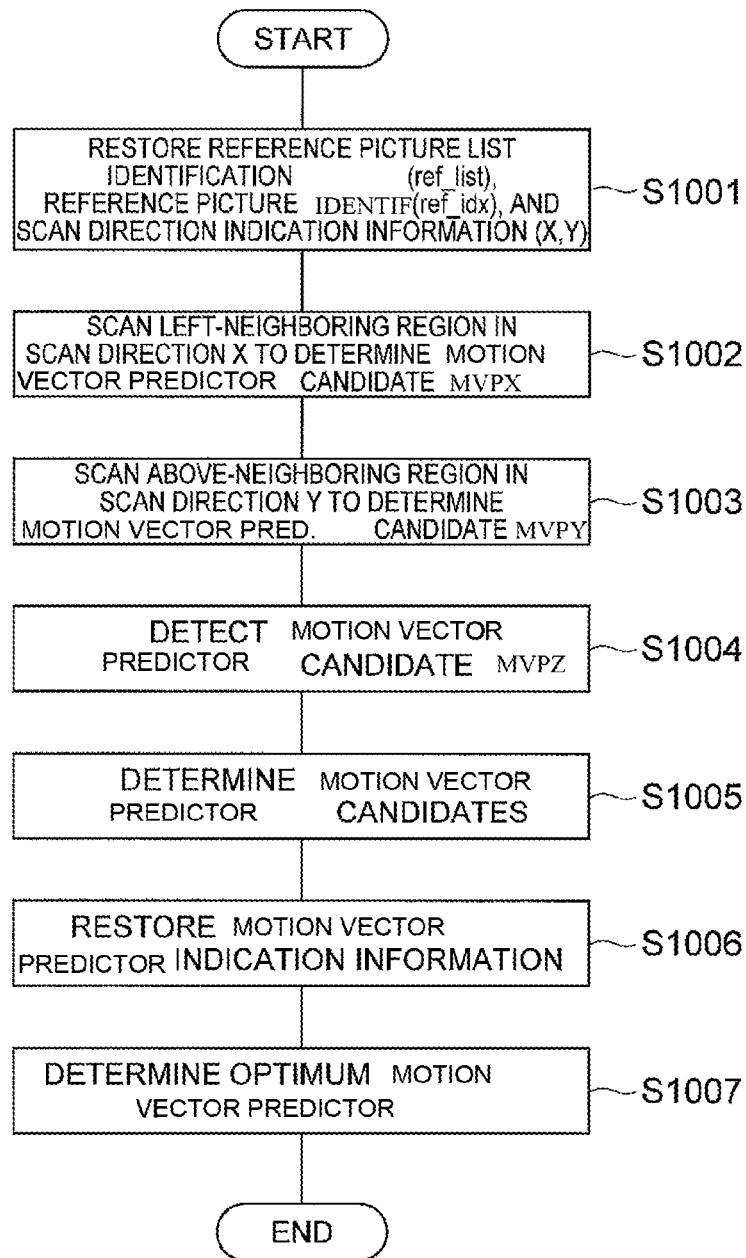 START
RESTORE REFERENCE PICTURE LIST
IDENTIFICATION (ref_list),
REFERENCE PICTURE IDENTIF(ref_idx), AND
SCAN DIRECTION INDICATION INFORMATION (X,Y)
S1001
SCAN LEFT-NEIGHBORING REGION IN
SCAN DIRECTION X TO DETERMINE MOTION
VECTOR PREDICTOR CANDIDATE MVPX
S1002
SCAN ABOVE-NEIGHBORING REGION IN
SCAN DIRECTION Y TO DETERMINE
MOTION VECTOR PRED. CANDIDATE MVPY
S1003
DETECT MOTION VECTOR
PREDICTOR CANDIDATE MVPZ
S1004
DETERMINE MOTION VECTOR
PREDICTOR CANDIDATES
S1005
RESTORE MOTION VECTOR
PREDICTOR INDICATION INFORMATION
S1006
DETERMINE OPTIMUM MOTION
VECTOR PREDICTOR
S1007
END